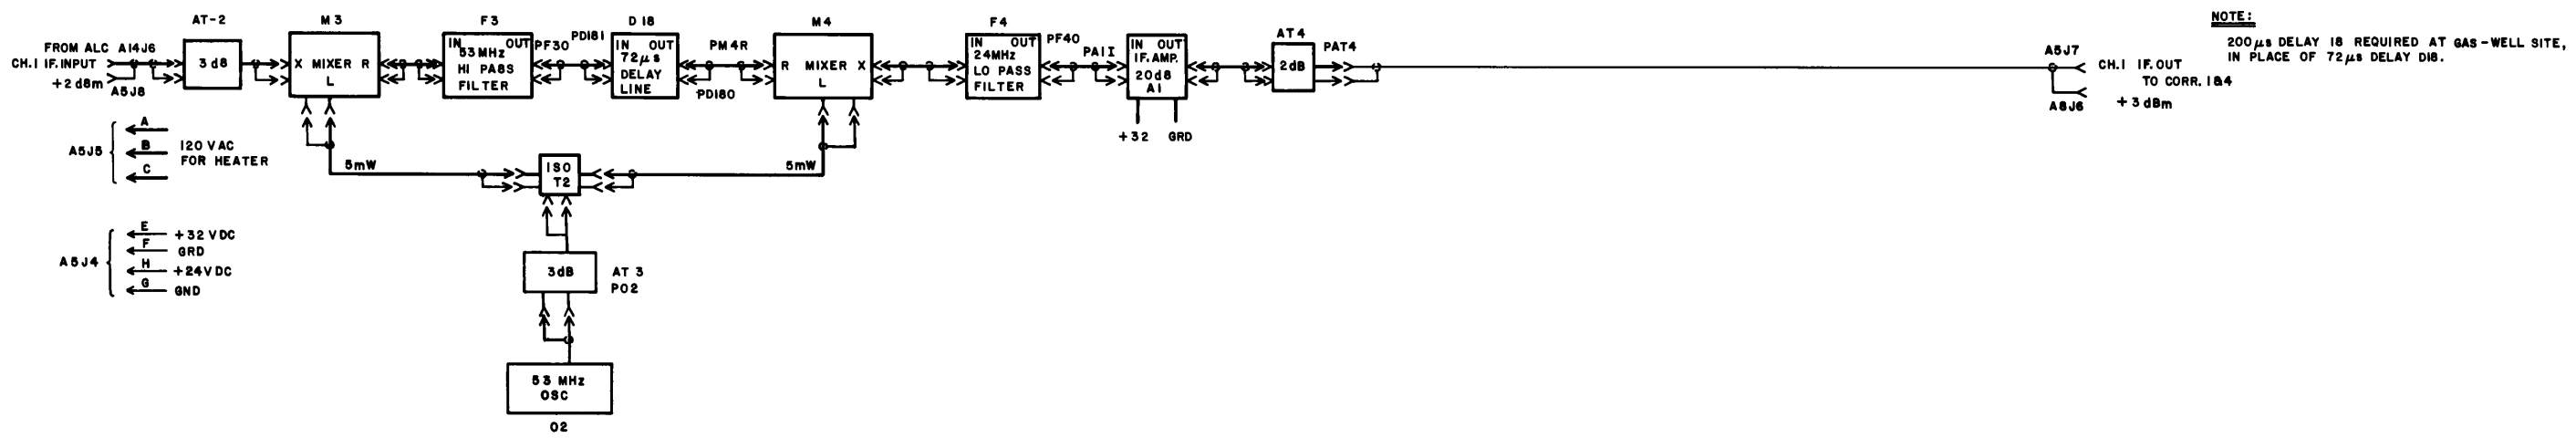 AT-2
M3
F3
D18
M4
F4
AT4
NOTE:
200µs DELAY IS REQUIRED AT GAS-WELL SITE,
IN PLACE OF 72µs DELAY D18.
FROM ALC A14J6
CH.1 IF. INPUT
+2 dBm
A5J8
3 dB
X MIXER R
L
IN OUT
53MHz
HI PASS
FILTER
PF30
PD181
IN OUT
72µs
DELAY
LINE
PM4R
PD180
R MIXER X
L
IN OUT
24MHz
LO PASS
FILTER
PF40
PA1I
IN OUT
IF. AMP.
20dB
A1
+32 GRD
2dB
PAT4
A5J7
CH.1 IF. OUT
TO CORR. 1&4
A8J6
+3 dBm
A5J5
A
B
C
120 VAC
FOR HEATER
5mW
ISO
T2
5mW
A5J4
E
+32 VDC
F
GRD
H
+24VDC
G
GND
3dB
AT 3
PO2
53 MHz
OSC
O2